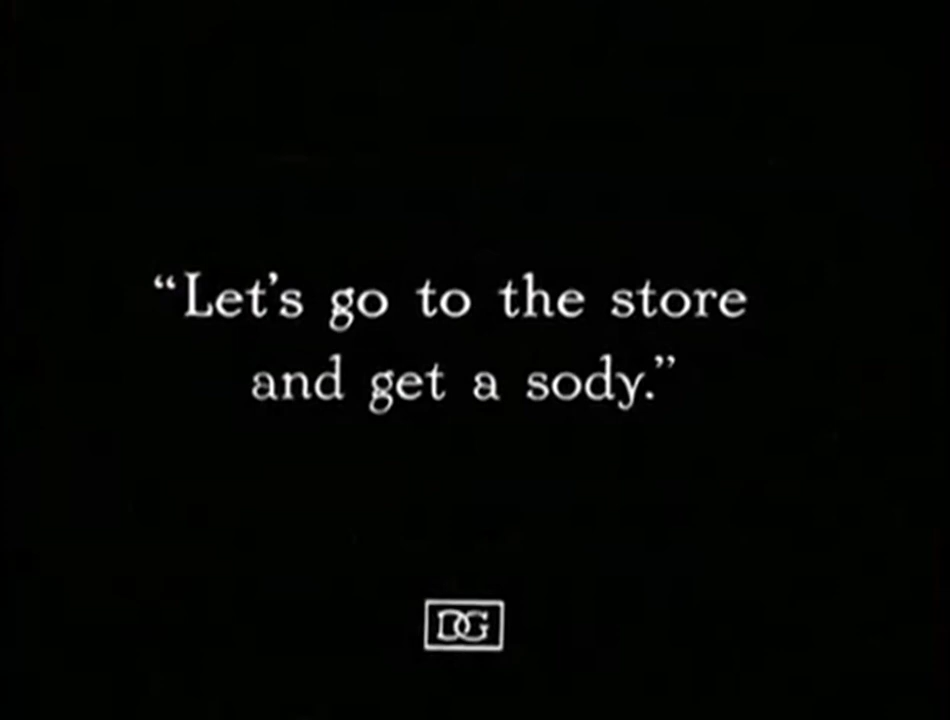 “Let’s go to the store
and get a sody.”
DG